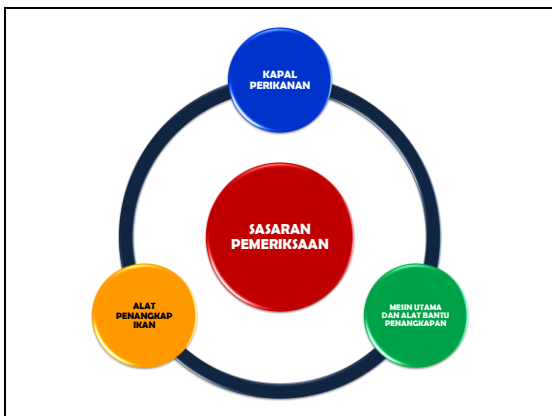 KAPAL
PERIKANAN
SASARAN
PEMERIKSAAN
ALAT
PENANGKAP
IKAN
MESIN UTAMA
DAN ALAT BANTU
PENANGKAPAN